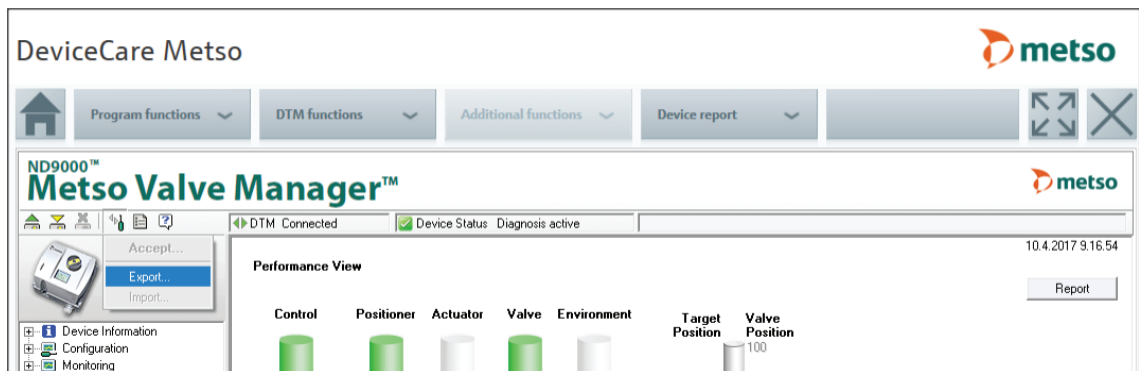 DeviceCare Metso
metso
Program functions
DTM functions
Additional functions
Device report
ND9000™
Metso Valve Manager™
metso
DTM Connected
Device Status Diagnosis active
10.4.2017 9.16.54
Accept...
Export...
Import...
Performance View
Report
Control Positioner Actuator Valve Environment
Target Position
Valve Position
100
Device Information
Configuration
Monitoring